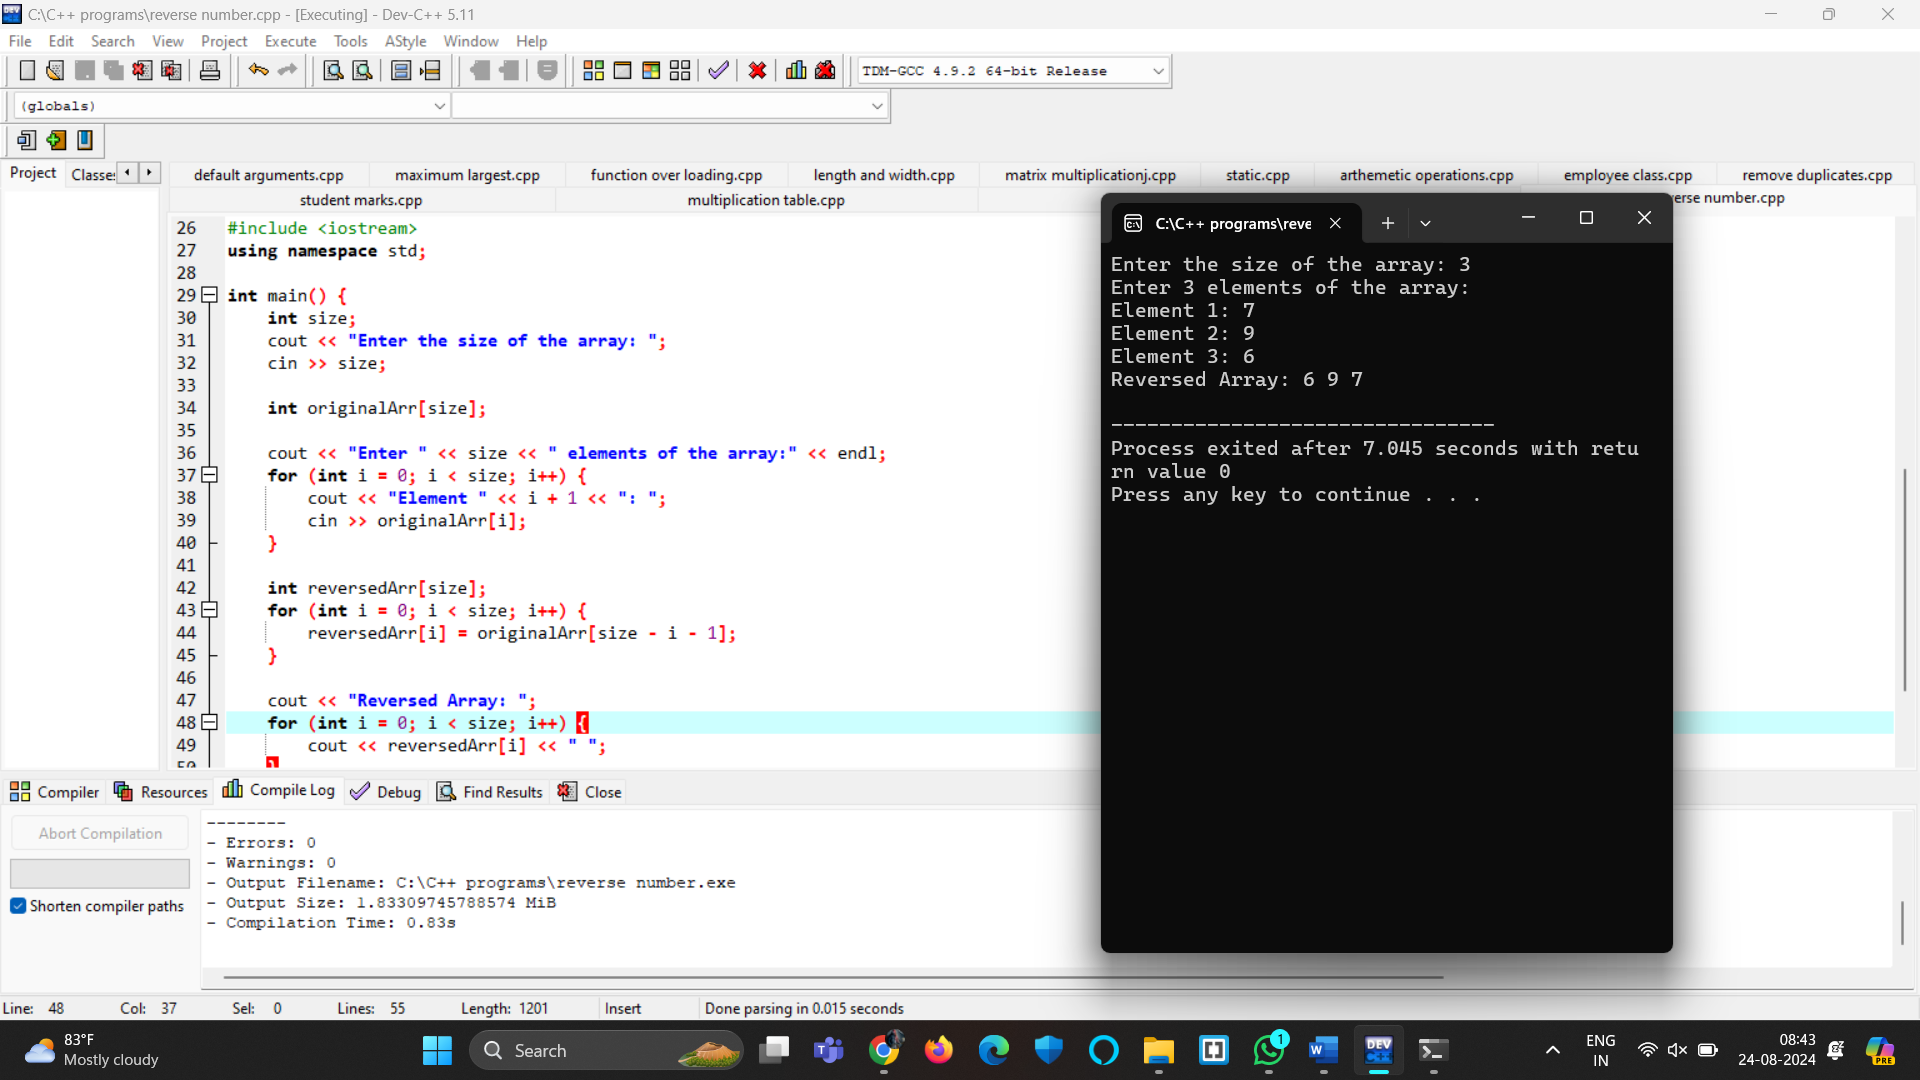 C:\C++ programs\reverse number.cpp - [Executing] - Dev-C++ 5.11
File Edit Search View Project Execute Tools AStyle Window Help
TDM-GCC 4.9.2 64-bit Release
(globals)
Project Classe
default arguments.cpp maximum largest.cpp function over loading.cpp length and width.cpp matrix multiplicationj.cpp static.cpp arthemetic operations.cpp employee class.cpp remove duplicates.cpp
student marks.cpp multiplication table.cpp erse number.cpp
26 #include <iostream>
27 using namespace std;
28
29 int main() {
30 int size;
31 cout << "Enter the size of the array: ";
32 cin >> size;
33
34 int originalArr[size];
35
36 cout << "Enter " << size << " elements of the array:" << endl;
37 for (int i = 0; i < size; i++) {
38 cout << "Element " << i + 1 << ": ";
39 cin >> originalArr[i];
40 }
41
42 int reversedArr[size];
43 for (int i = 0; i < size; i++) {
44 reversedArr[i] = originalArr[size - i - 1];
45 }
46
47 cout << "Reversed Array: ";
48 for (int i = 0; i < size; i++) {
49 cout << reversedArr[i] << " ";
50 }
C:\C++ programs\reve
Enter the size of the array: 3
Enter 3 elements of the array:
Element 1: 7
Element 2: 9
Element 3: 6
Reversed Array: 6 9 7
--------------------------------
Process exited after 7.045 seconds with retu
rn value 0
Press any key to continue . . .
Compiler Resources Compile Log Debug Find Results Close
Abort Compilation
Shorten compiler paths
--------
- Errors: 0
- Warnings: 0
- Output Filename: C:\C++ programs\reverse number.exe
- Output Size: 1.83309745788574 MiB
- Compilation Time: 0.83s
Line: 48 Col: 37 Sel: 0 Lines: 55 Length: 1201 Insert Done parsing in 0.015 seconds
83°F
Mostly cloudy
Search
1
DEV
PRE
ENG
IN
08:43
24-08-2024